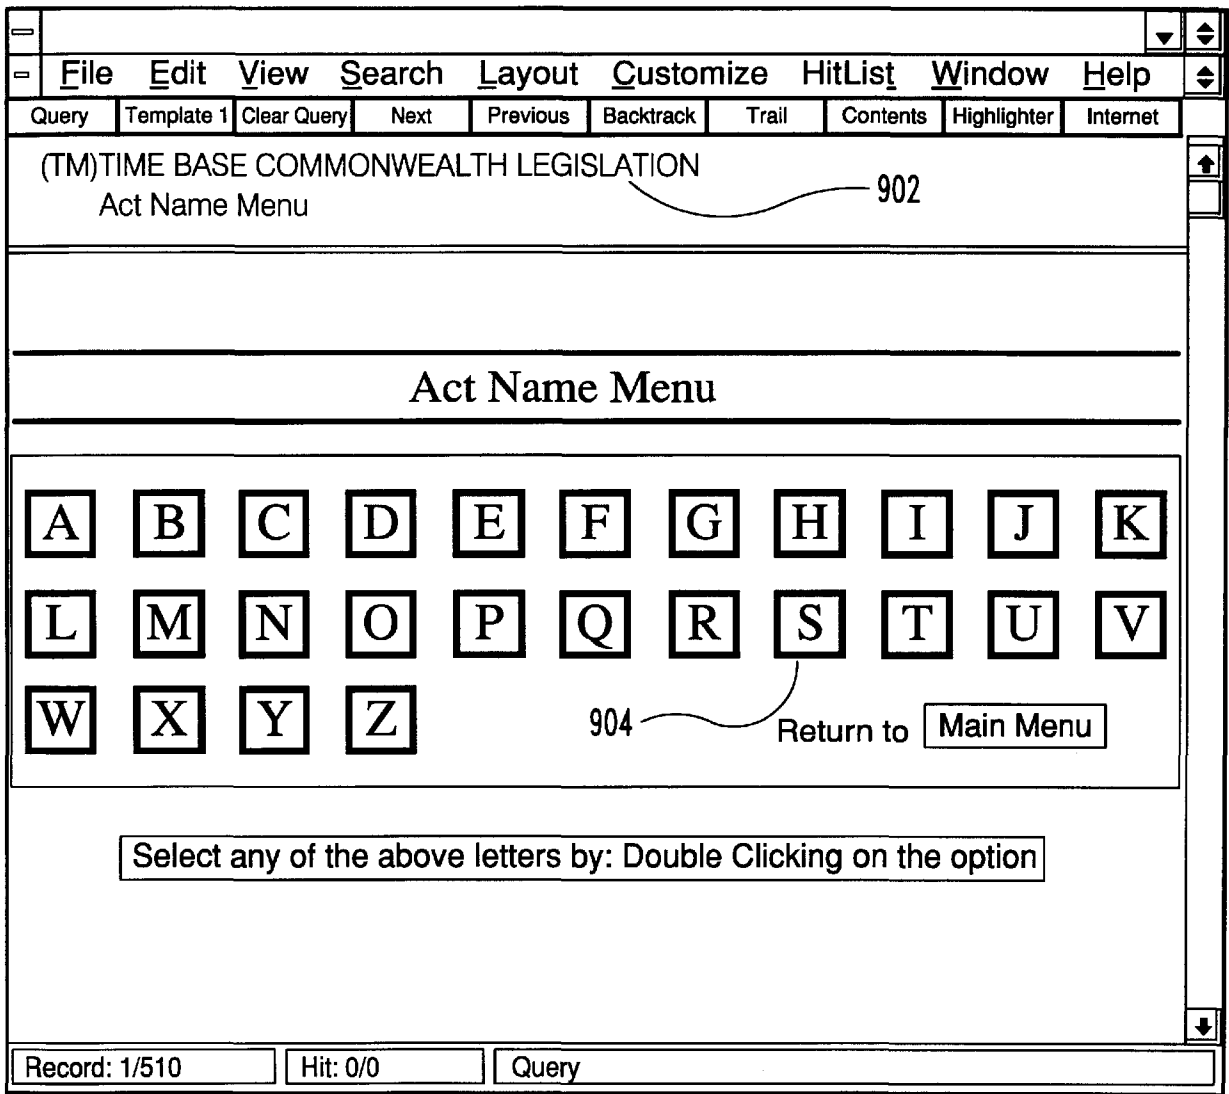 File Edit View Search Layout Customize HitList Window Help
Query Template 1 Clear Query Next Previous Backtrack Trail Contents Highlighter Internet
(TM)TIME BASE COMMONWEALTH LEGISLATION
902
Act Name Menu
Act Name Menu
A B C D E F G H I J K
L M N O P Q R S T U V
W X Y Z 904 Return to Main Menu
Select any of the above letters by: Double Clicking on the option
Record: 1/510 Hit: 0/0 Query